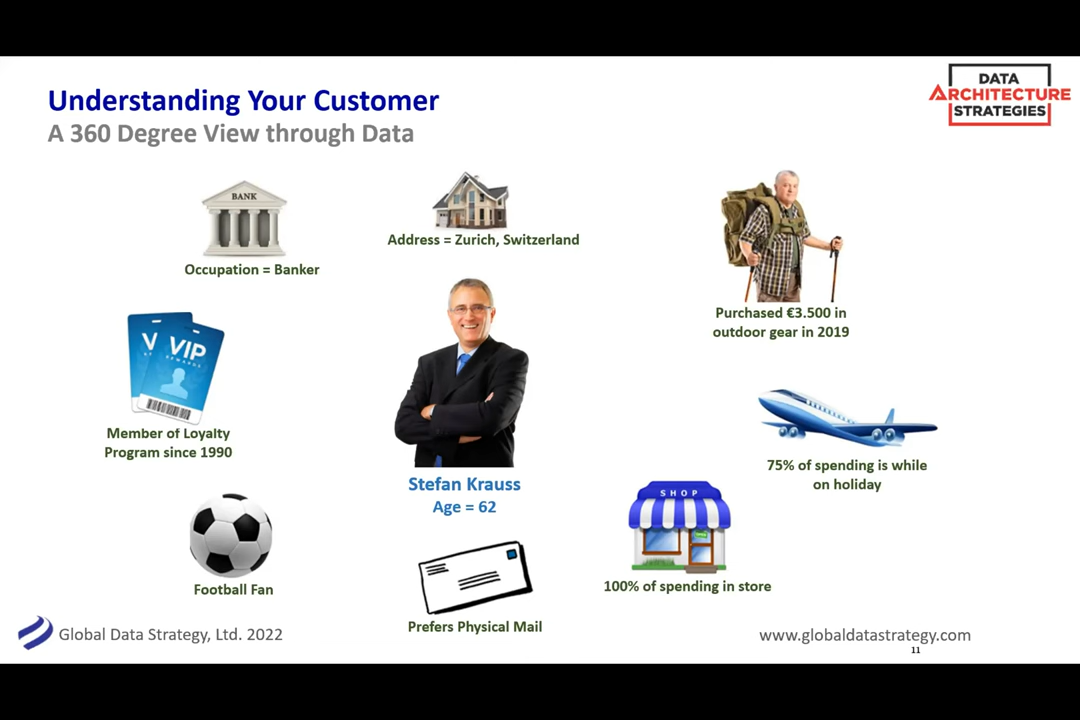 Understanding Your Customer
A 360 Degree View through Data
DATA
ARCHITECTURE
STRATEGIES
BANK
Occupation = Banker
Address = Zurich, Switzerland
Purchased €3.500 in
outdoor gear in 2019
V
VIP
REWARDS
Member of Loyalty
Program since 1990
Stefan Krauss
Age = 62
75% of spending is while
on holiday
SHOP
100% of spending in store
Football Fan
Prefers Physical Mail
Global Data Strategy, Ltd. 2022
www.globaldatastrategy.com
11